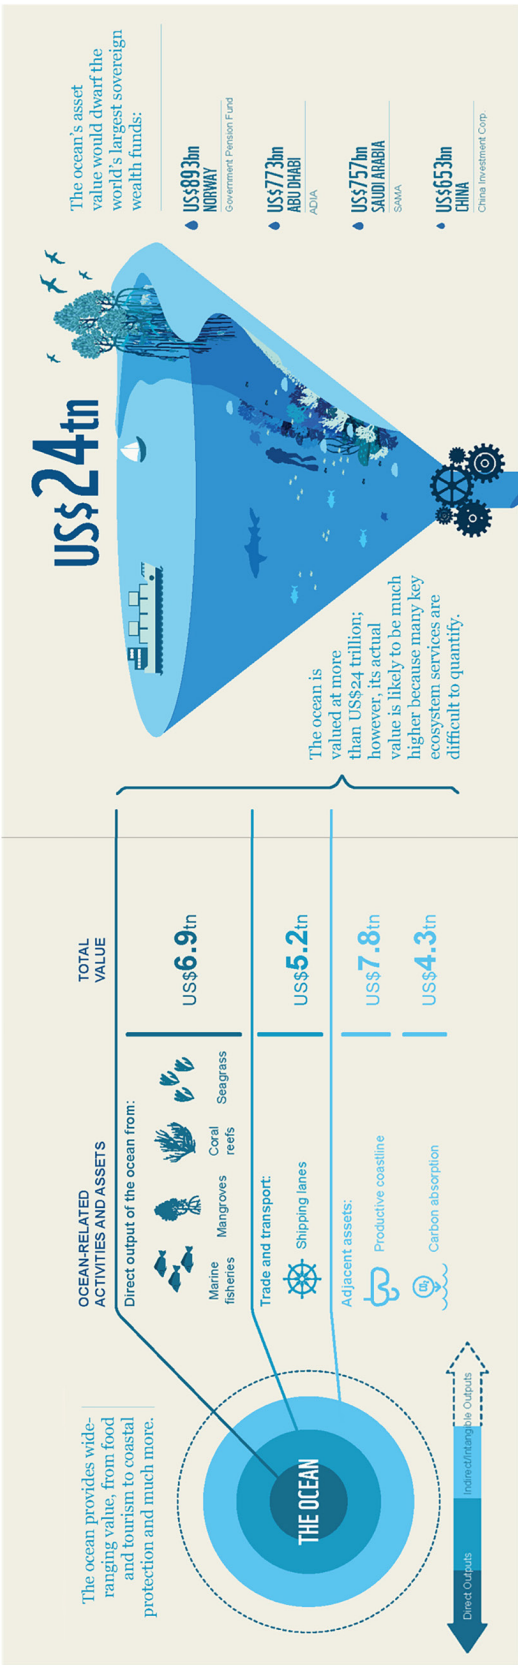 The ocean provides wide-
ranging value, from food
and tourism to coastal
protection and much more.
THE OCEAN
Direct Outputs
Indirect/Intangible Outputs
OCEAN-RELATED
ACTIVITIES AND ASSETS
TOTAL
VALUE
Direct output of the ocean from:
Marine
fisheries
Mangroves
Coral
reefs
Seagrass
US$6.9tn
Trade and transport:
Shipping lanes
US$5.2tn
Adjacent assets:
Productive coastline
US$7.8tn
CO2
Carbon absorption
US$4.3tn
US$24tn
The ocean is
valued at more
than US$24 trillion;
however, its actual
value is likely to be much
higher because many key
ecosystem services are
difficult to quantify.
The ocean's asset
value would dwarf the
world's largest sovereign
wealth funds:
US$893bn
NORWAY
Government Pension Fund
US$773bn
ABU DHABI
ADIA
US$757bn
SAUDI ARABIA
SAMA
US$653bn
CHINA
China Investment Corp.